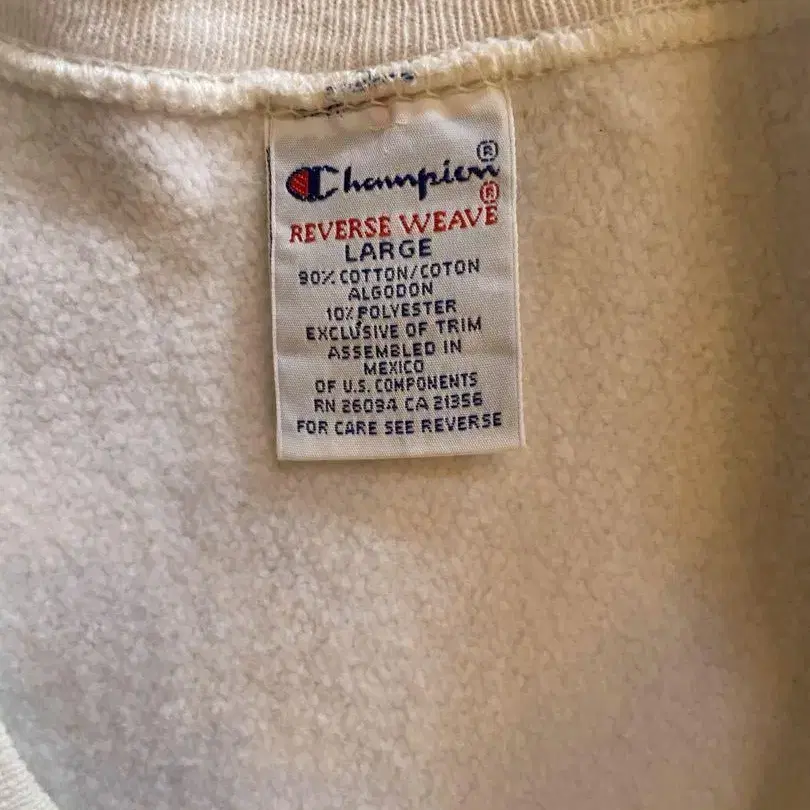 Champion®
REVERSE WEAVE®
LARGE
90% COTTON/COTON
ALGODON
10% POLYESTER
EXCLUSIVE OF TRIM
ASSEMBLED IN
MEXICO
OF U.S. COMPONENTS
RN 26094 CA 21356
FOR CARE SEE REVERSE